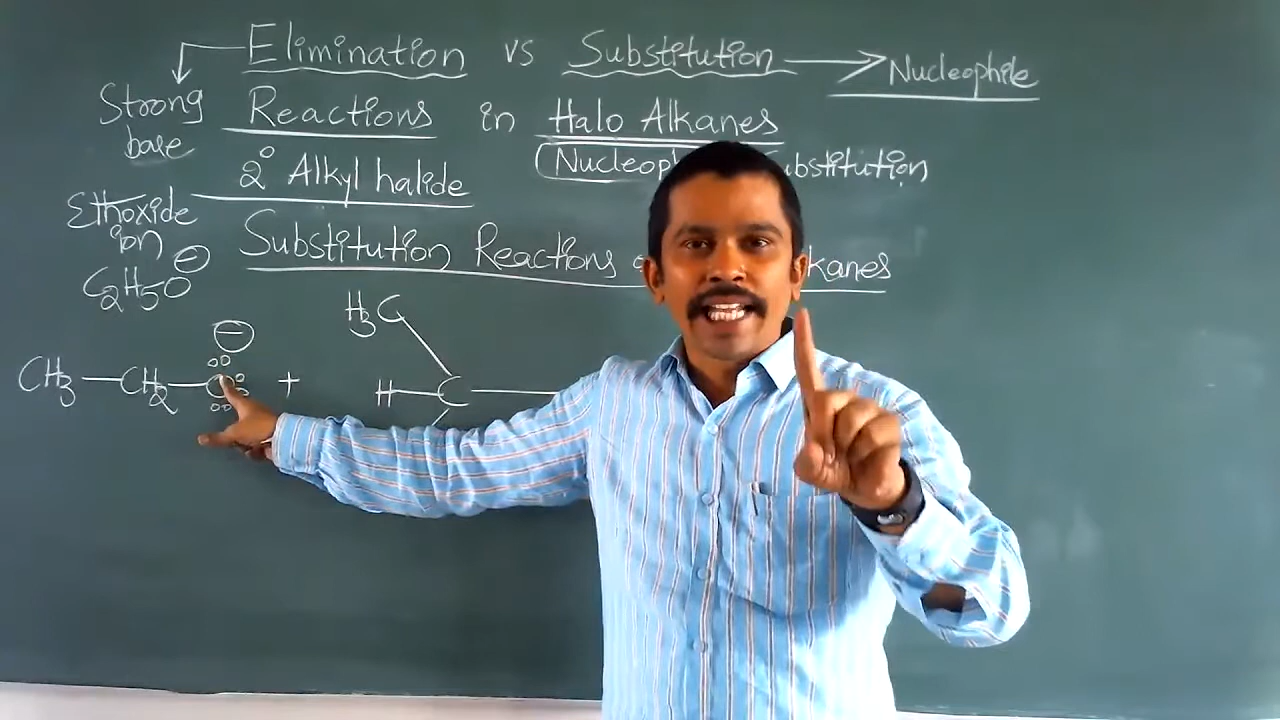 Elimination vs Substitution → Nucleophile
Strong base
Reactions in Halo Alkanes
2° Alkyl halide
(Nucleop ubstitution
Ethoxide ion
C2H5O⊖
Substitution Reactions kanes
⊖
H3C
CH3—CH2— + H—C—